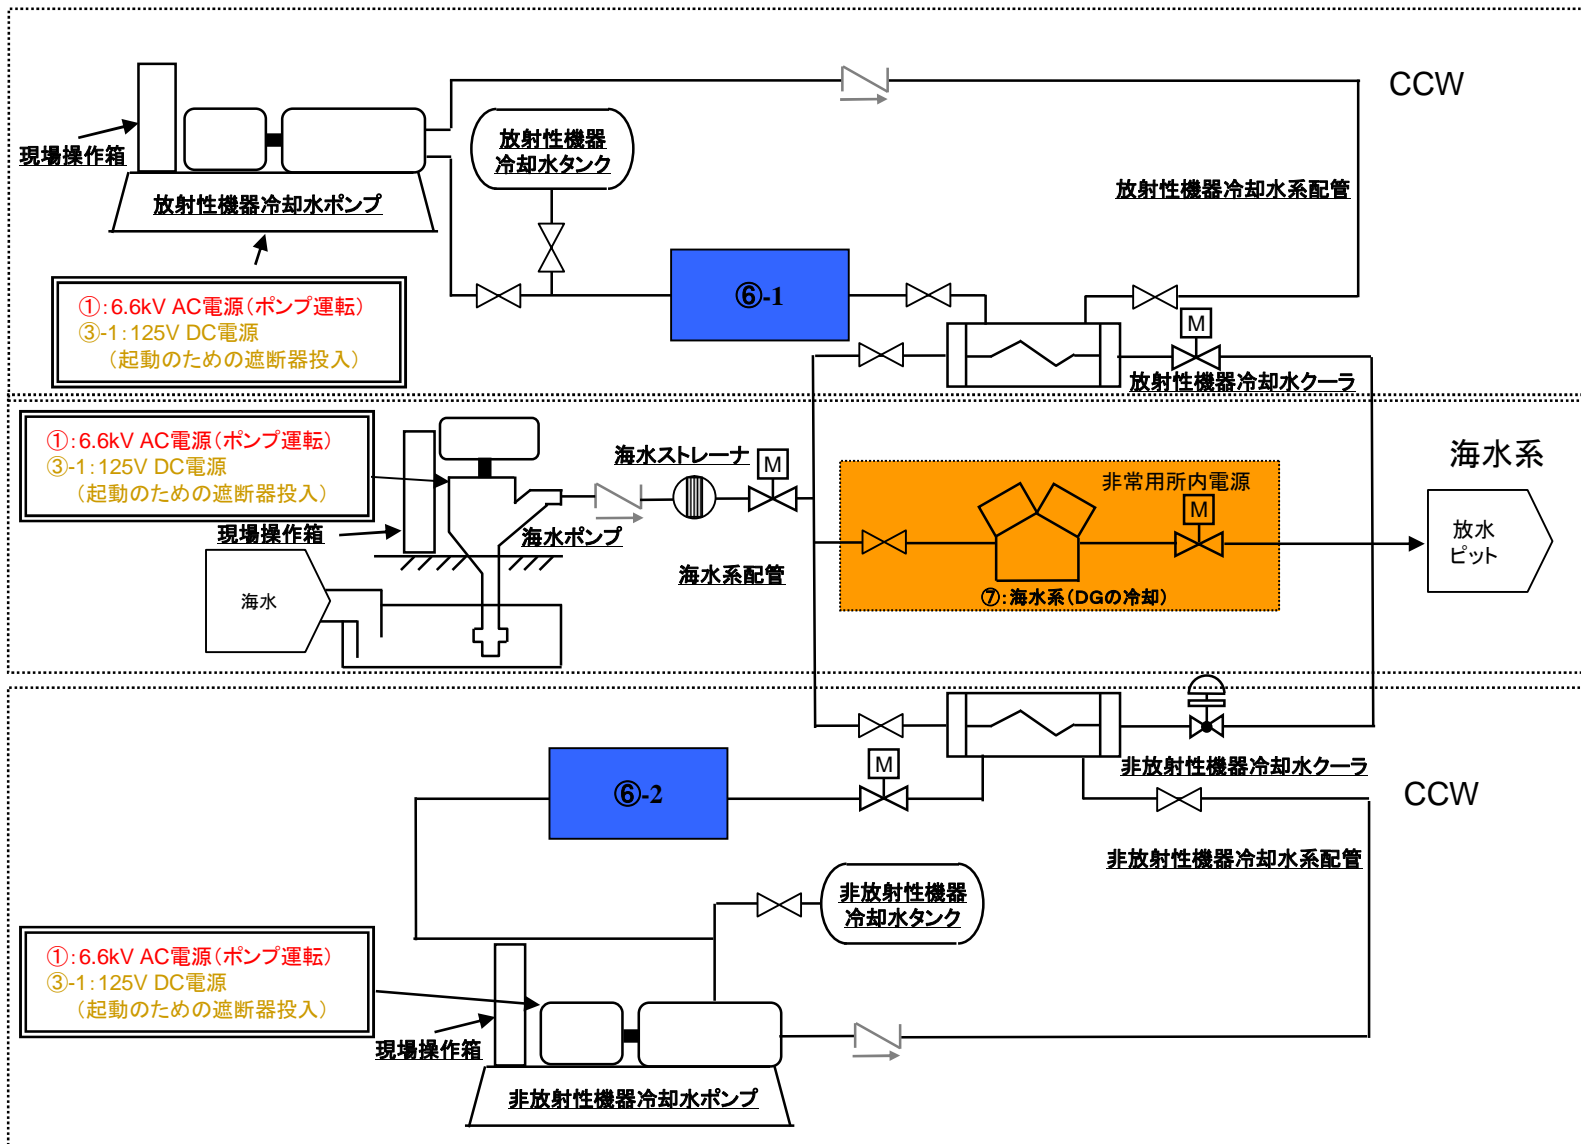 CCW
現場操作箱
放射性機器
冷却水タンク
放射性機器冷却水ポンプ
放射性機器冷却水系配管
①:6.6kV AC電源(ポンプ運転)
③-1:125V DC電源
(起動のための遮断器投入)
⑥-1
M
放射性機器冷却水クーラ
①:6.6kV AC電源(ポンプ運転)
③-1:125V DC電源
(起動のための遮断器投入)
現場操作箱
海水ポンプ
海水ストレーナ
M
海水系配管
海水
非常用所内電源
M
⑦:海水系(DGの冷却)
海水系
放水
ピット
⑥-2
M
非放射性機器冷却水クーラ
CCW
非放射性機器冷却水系配管
非放射性機器
冷却水タンク
①:6.6kV AC電源(ポンプ運転)
③-1:125V DC電源
(起動のための遮断器投入)
現場操作箱
非放射性機器冷却水ポンプ